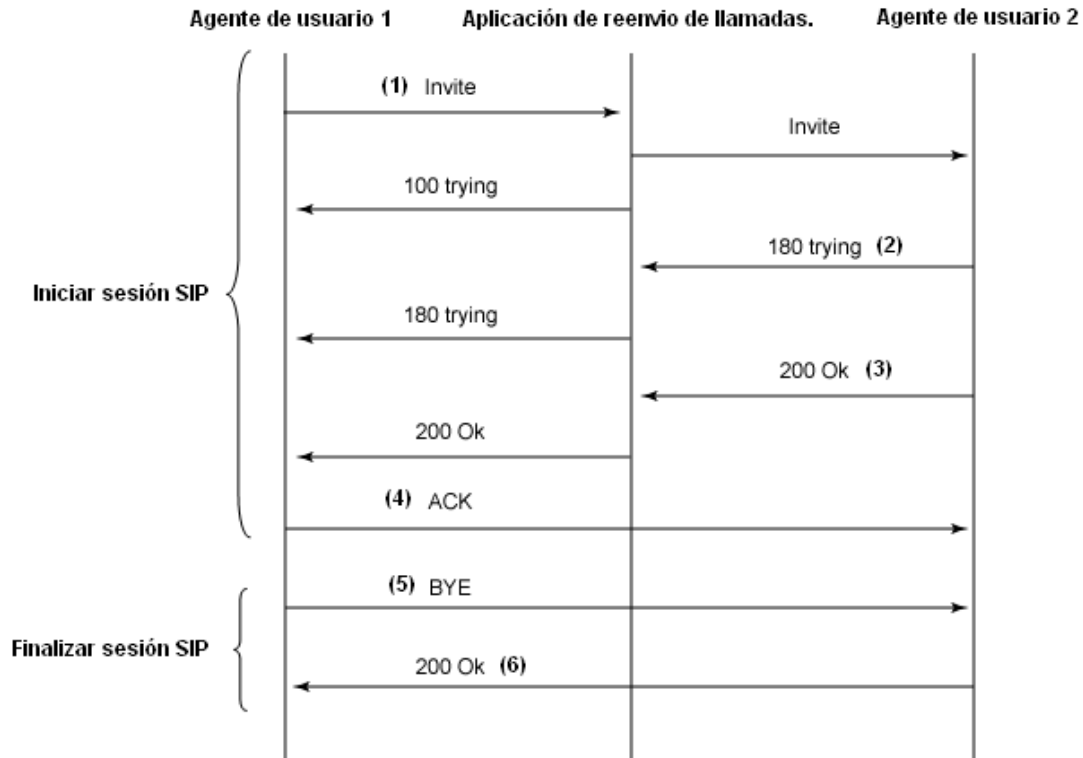 Agente de usuario 1
Aplicación de reenvio de llamadas.
Agente de usuario 2
(1) Invite
Invite
100 trying
180 trying (2)
Iniciar sesión SIP
180 trying
200 Ok (3)
200 Ok
(4) ACK
(5) BYE
Finalizar sesión SIP
200 Ok (6)